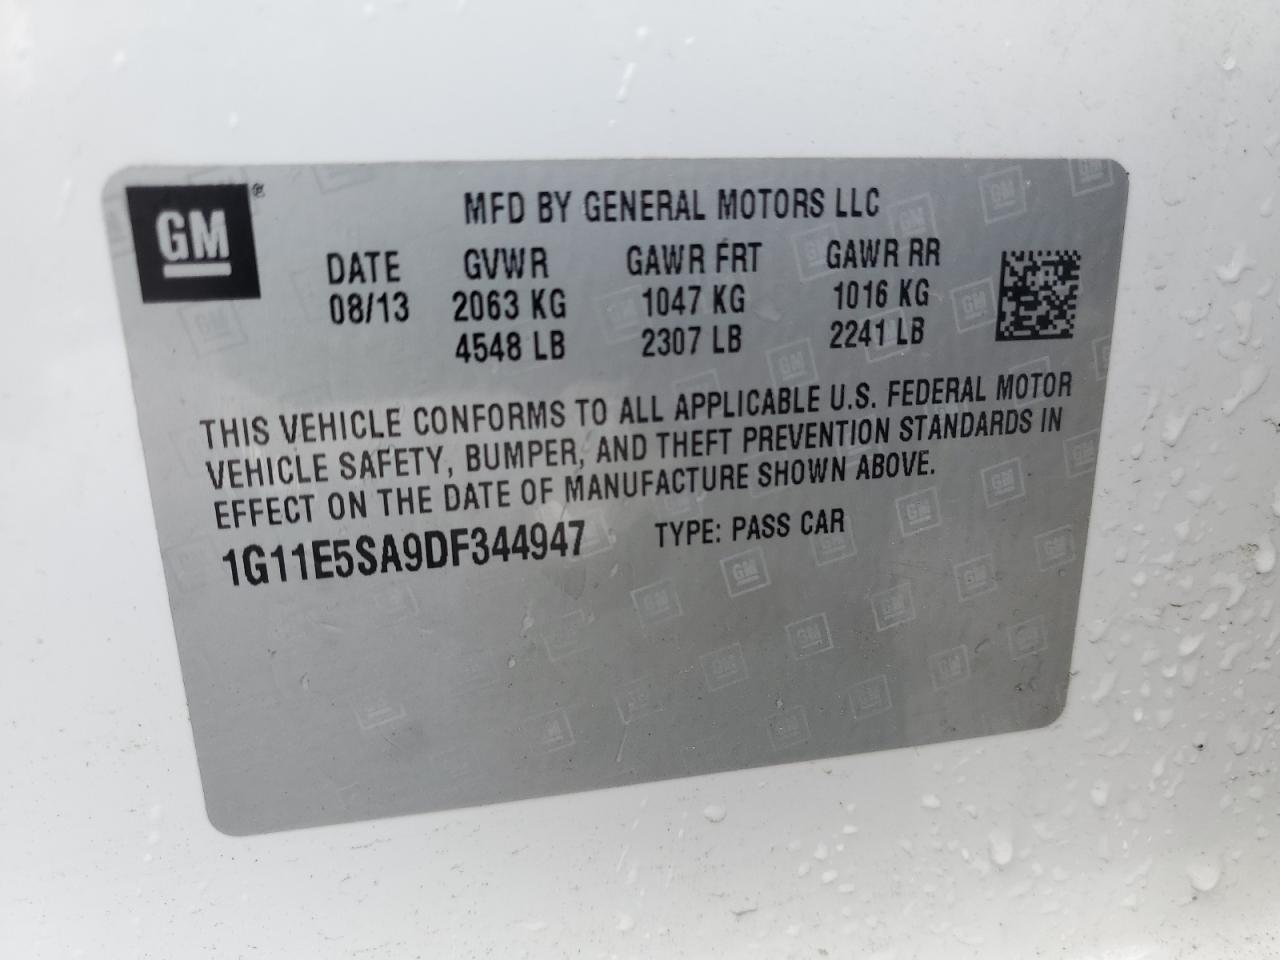 GM®
MFD BY GENERAL MOTORS LLC
DATE GVWR GAWR FRT GAWR RR
08/13 2063 KG 1047 KG 1016 KG
4548 LB 2307 LB 2241 LB
THIS VEHICLE CONFORMS TO ALL APPLICABLE U.S. FEDERAL MOTOR
VEHICLE SAFETY, BUMPER, AND THEFT PREVENTION STANDARDS IN
EFFECT ON THE DATE OF MANUFACTURE SHOWN ABOVE.
1G11E5SA9DF344947 TYPE: PASS CAR